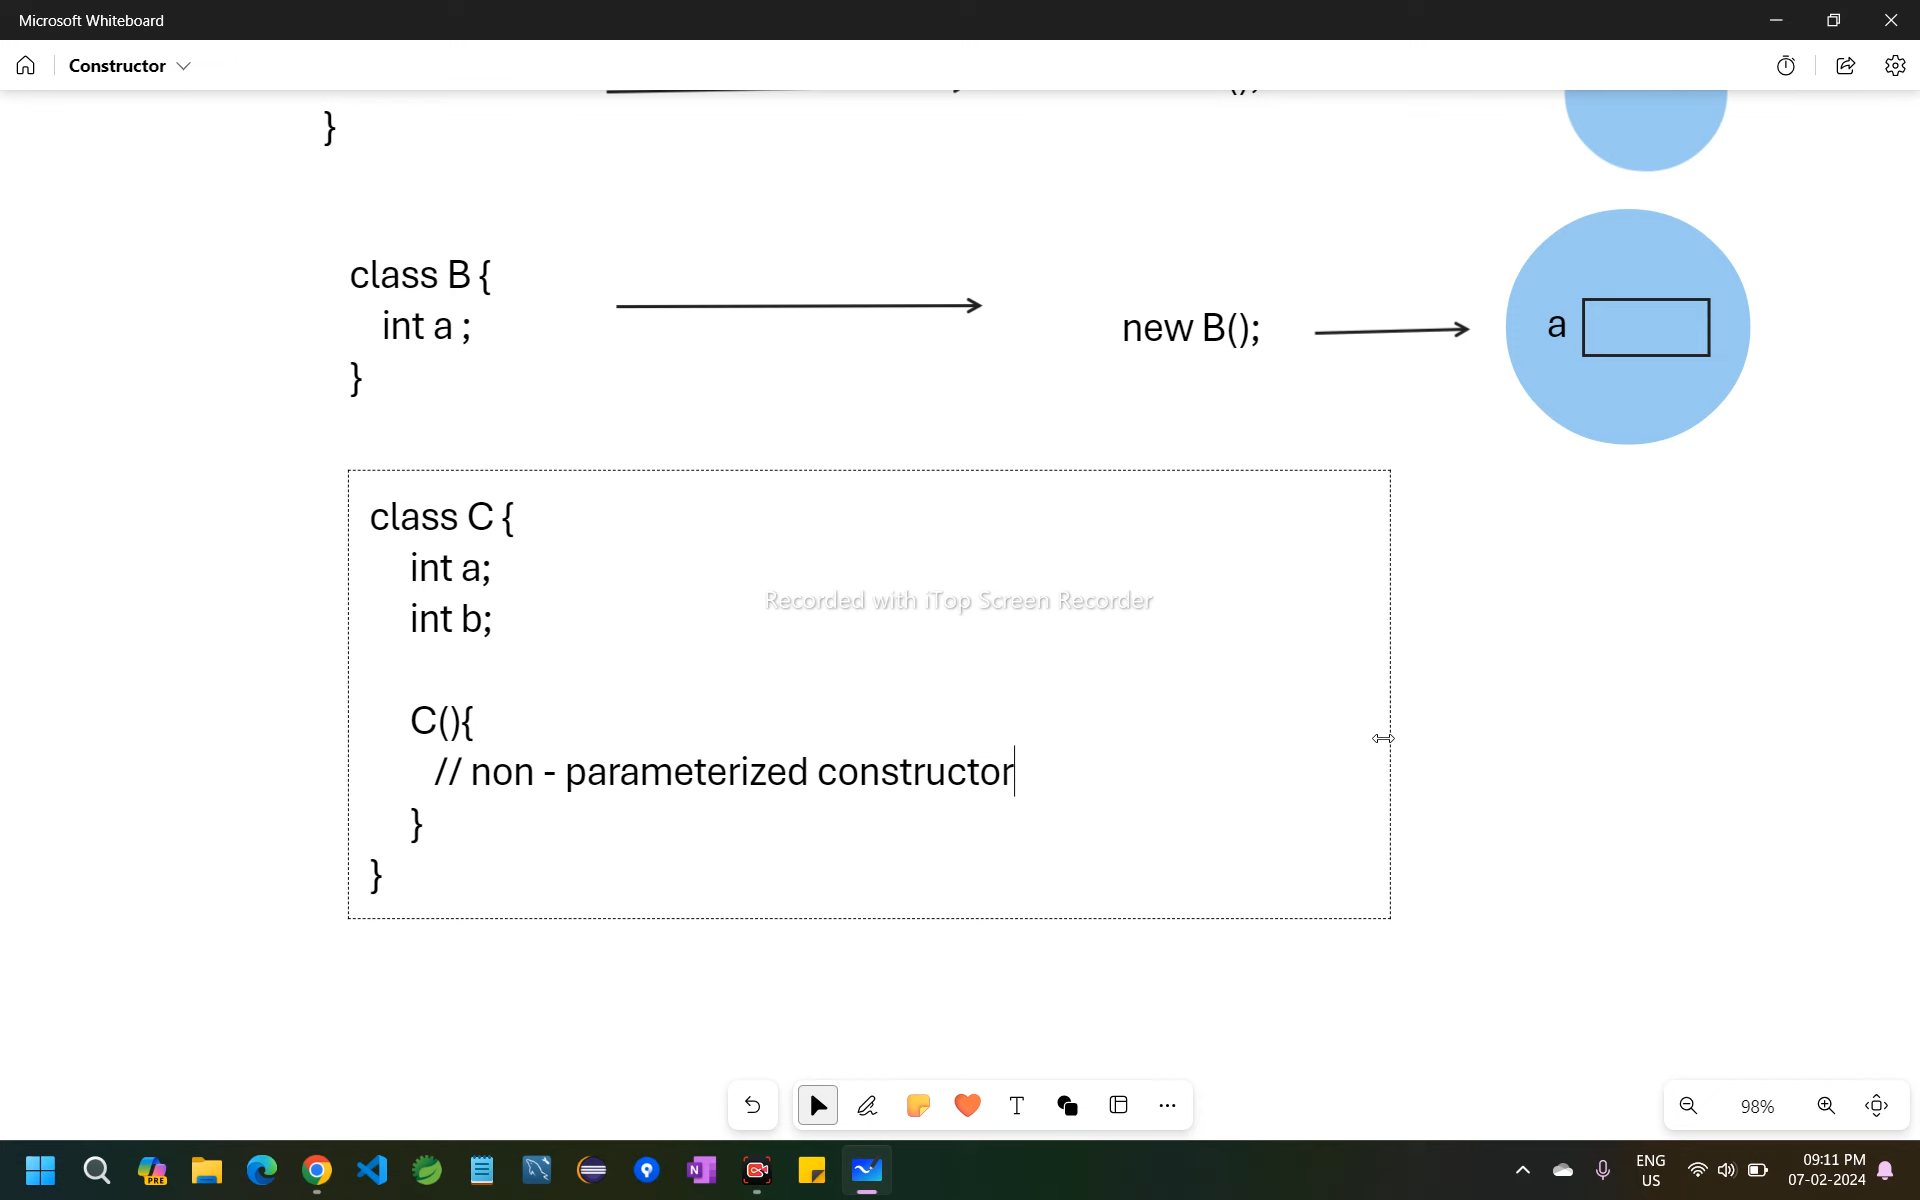 Microsoft Whiteboard
Constructor
}
class B {
int a ;
}
new B();
a
class C {
int a;
int b;
Recorded with iTop Screen Recorder
C(){
// non - parameterized constructor
}
}
98%
PRE
N
ENG
US
09:11 PM
07-02-2024